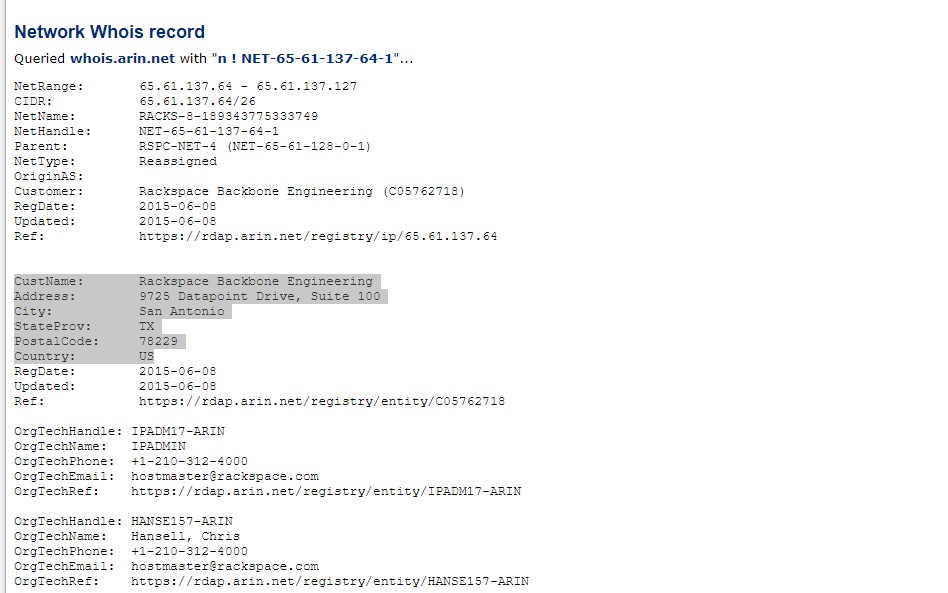 Network Whois record
Queried whois.arin.net with "n ! NET-65-61-137-64-1"...
NetRange: 65.61.137.64 - 65.61.137.127
CIDR: 65.61.137.64/26
NetName: RACKS-8-189343775333749
NetHandle: NET-65-61-137-64-1
Parent: RSPC-NET-4 (NET-65-61-128-0-1)
NetType: Reassigned
OriginAS:
Customer: Rackspace Backbone Engineering (C05762718)
RegDate: 2015-06-08
Updated: 2015-06-08
Ref: https://rdap.arin.net/registry/ip/65.61.137.64
CustName: Rackspace Backbone Engineering
Address: 9725 Datapoint Drive, Suite 100
City: San Antonio
StateProv: TX
PostalCode: 78229
Country: US
RegDate: 2015-06-08
Updated: 2015-06-08
Ref: https://rdap.arin.net/registry/entity/C05762718
OrgTechHandle: IPADM17-ARIN
OrgTechName: IPADMIN
OrgTechPhone: +1-210-312-4000
OrgTechEmail: hostmaster@rackspace.com
OrgTechRef: https://rdap.arin.net/registry/entity/IPADM17-ARIN
OrgTechHandle: HANSE157-ARIN
OrgTechName: Hansell, Chris
OrgTechPhone: +1-210-312-4000
OrgTechEmail: hostmaster@rackspace.com
OrgTechRef: https://rdap.arin.net/registry/entity/HANSE157-ARIN